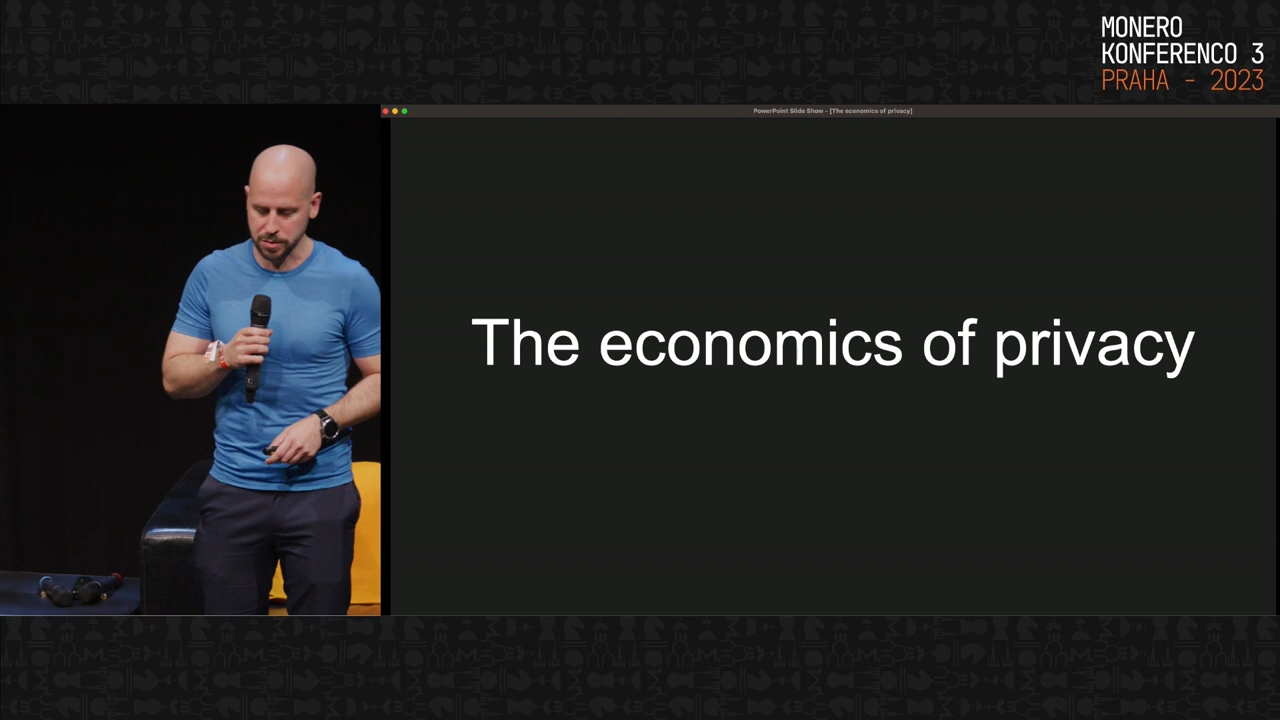 MONERO
KONFERENCO 3
PRAHA - 2023
PowerPoint Slide Show - [The economics of privacy]
The economics of privacy